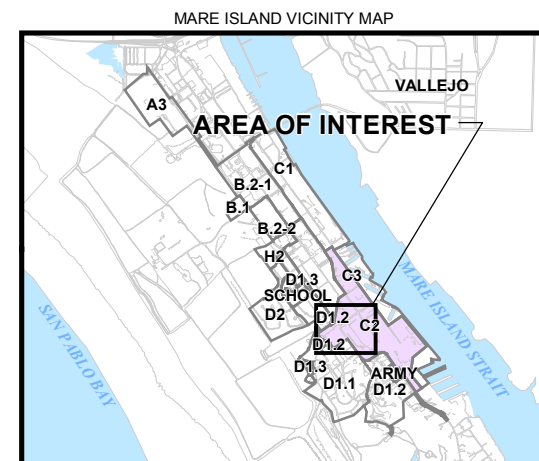 MARE ISLAND VICINITY MAP
VALLEJO
A3
AREA OF INTEREST
C1
B.2-1
B.1
B.2-2
H2
C3
D1.3
SCHOOL
D2
D1.2
C2
D1.2
D1.3
D1.1
ARMY
D1.2
MARE ISLAND STRAIT
SAN PABLO BAY